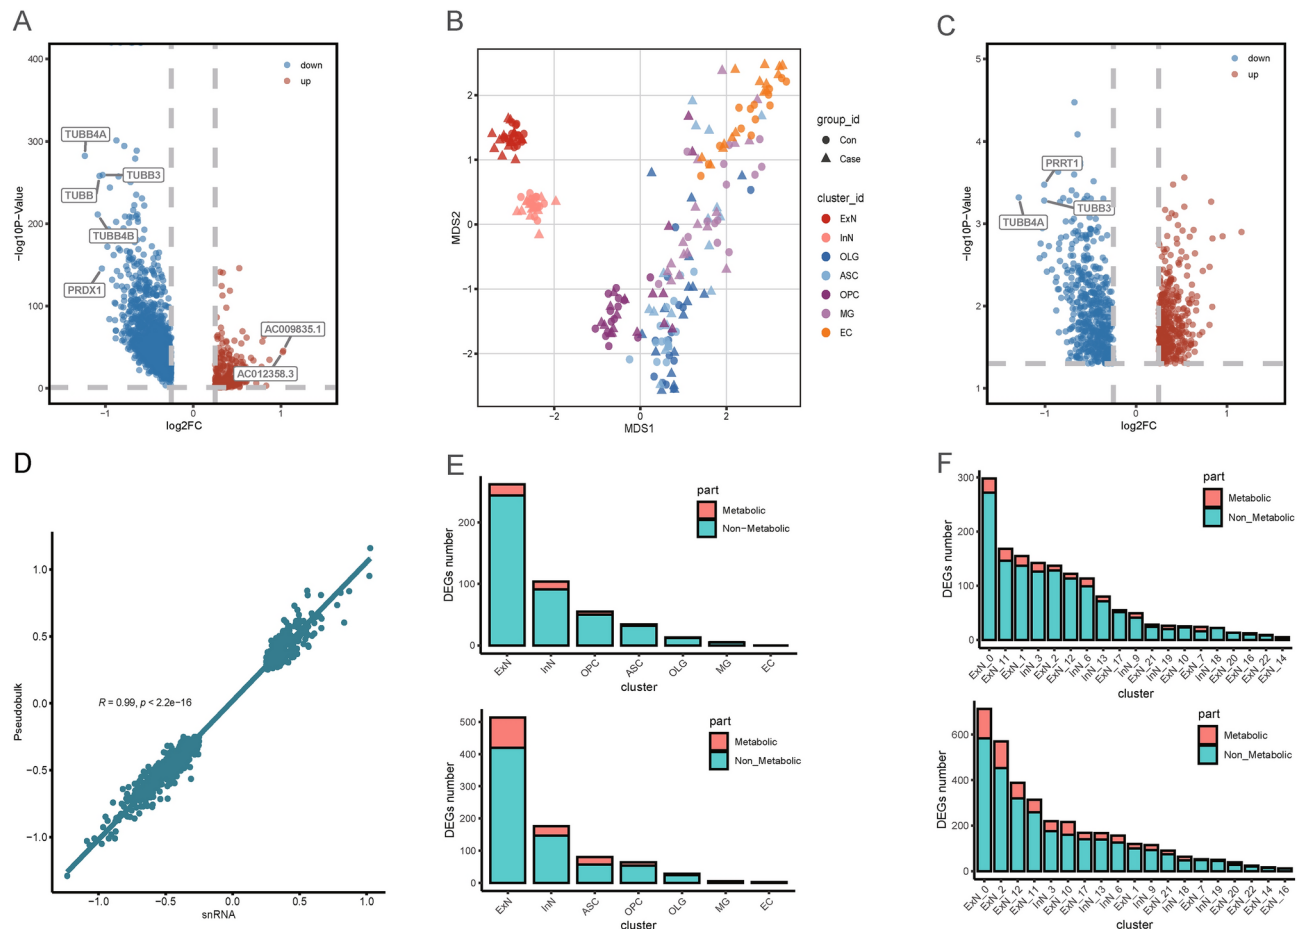 A
400
300
200
100
0
−log10P−Value
down
up
TUBB4A
TUBB3
TUBB
TUBB4B
PRDX1
AC009835.1
AC012358.3
−1
0
1
log2FC
B
2
1
0
−1
−2
MDS2
−2
0
2
MDS1
group_id
Con
Case
cluster_id
ExN
InN
OLG
ASC
OPC
MG
EC
C
5
4
3
2
1
−log10P−Value
down
up
PRRT1
TUBB3
TUBB4A
−1
0
1
log2FC
D
1.0
0.5
0.0
−0.5
−1.0
Pseudobulk
R = 0.99, p < 2.2e−16
−1.0
−0.5
0.0
0.5
1.0
snRNA
E
200
100
0
DEGs number
part
Metabolic
Non−Metabolic
ExN
InN
OPC
ASC
OLG
MG
EC
cluster
500
400
300
200
100
0
DEGs number
part
Metabolic
Non_Metabolic
ExN
InN
ASC
OPC
OLG
MG
EC
cluster
F
300
200
100
0
DEGs number
part
Metabolic
Non_Metabolic
ExN_0
ExN_11
ExN_1
InN_3
ExN_2
ExN_12
InN_6
InN_13
ExN_17
InN_9
ExN_21
InN_19
ExN_10
ExN_7
InN_18
ExN_20
ExN_16
ExN_22
ExN_14
cluster
600
400
200
0
DEGs number
part
Metabolic
Non_Metabolic
ExN_0
ExN_2
ExN_12
ExN_11
InN_3
ExN_10
ExN_17
InN_13
InN_6
ExN_1
InN_9
ExN_21
InN_18
ExN_7
InN_19
ExN_20
ExN_22
ExN_14
ExN_16
cluster